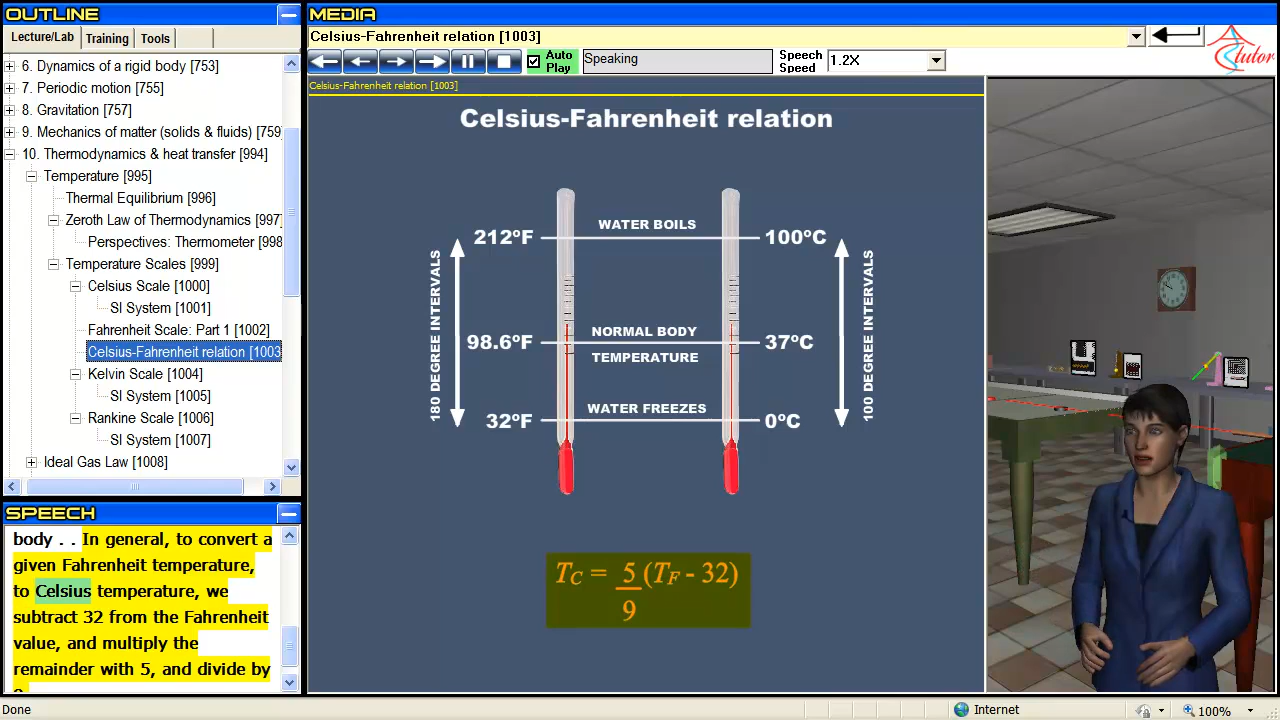 OUTLINE
Lecture/Lab Training Tools
6. Dynamics of a rigid body [753]
7. Periodic motion [755]
8. Gravitation [757]
9. Mechanics of matter (solids & fluids) [759
10. Thermodynamics & heat transfer [994]
Temperature [995]
Thermal Equilibrium [996]
Zeroth Law of Thermodynamics [997
Perspectives: Thermometer [998
Temperature Scales [999]
Celsius Scale [1000]
SI System [1001]
Fahrenheit Scale: Part 1 [1002]
Celsius-Fahrenheit relation [1003
Kelvin Scale [1004]
SI System [1005]
Rankine Scale [1006]
SI System [1007]
Ideal Gas Law [1008]
SPEECH
body . . In general, to convert a
given Fahrenheit temperature,
to Celsius temperature, we
subtract 32 from the Fahrenheit
value, and multiply the
remainder with 5, and divide by
MEDIA
Celsius-Fahrenheit relation [1003]
Auto
Play
Speaking
Speech
Speed
1.2X
tutor
Celsius-Fahrenheit relation [1003]
Celsius-Fahrenheit relation
WATER BOILS
212ºF 100ºC
180 DEGREE INTERVALS
100 DEGREE INTERVALS
NORMAL BODY
98.6ºF 37ºC
TEMPERATURE
WATER FREEZES
32ºF 0ºC
TC = 5 (TF - 32)
9
Done Internet 100%